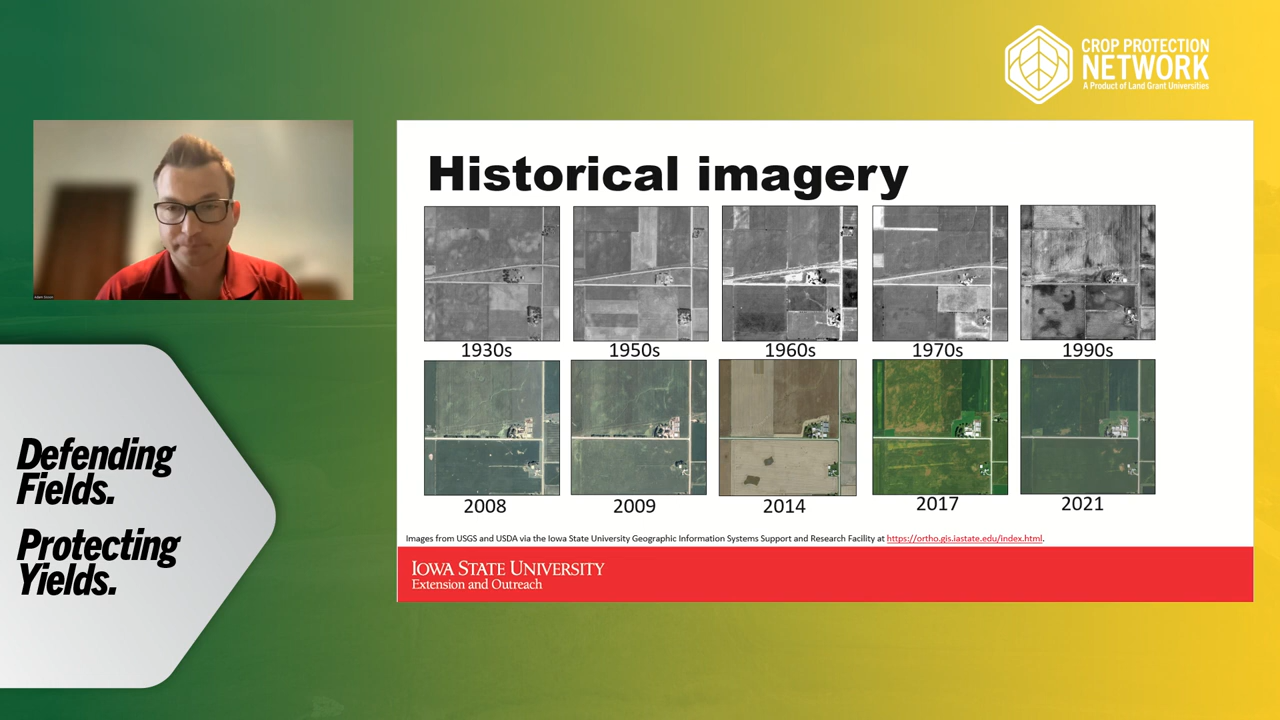 CROP PROTECTION
NETWORK
A Product of Land Grant Universities
Historical imagery
1930s
1950s
1960s
1970s
1990s
2008
2009
2014
2017
2021
Images from USGS and USDA via the Iowa State University Geographic Information Systems Support and Research Facility at https://ortho.gis.iastate.edu/index.html.
IOWA STATE UNIVERSITY
Extension and Outreach
Defending
Fields.
Protecting
Yields.